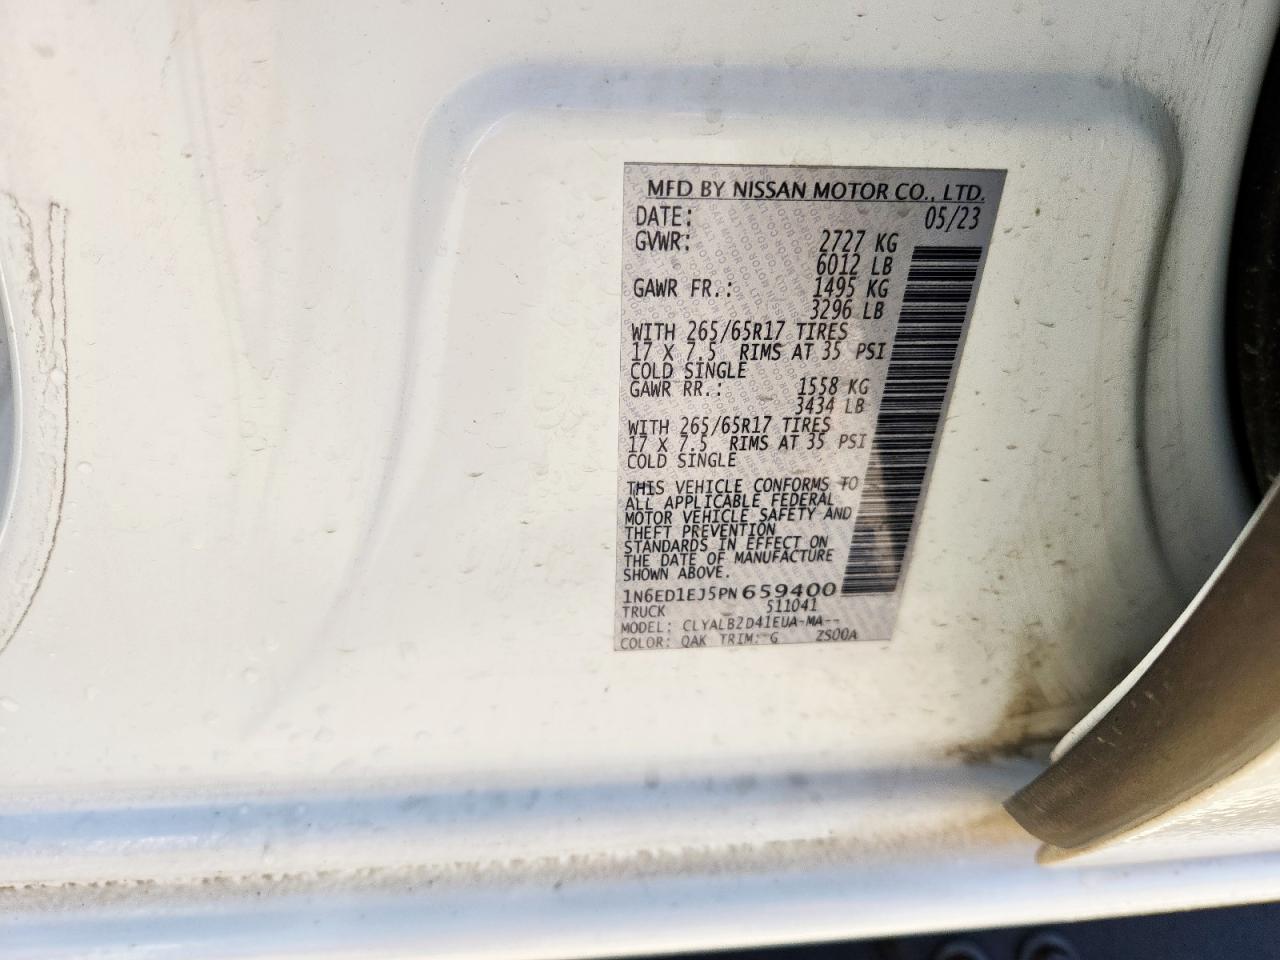 MFD BY NISSAN MOTOR CO., LTD.
DATE: 05/23
GVWR: 2727 KG
6012 LB
GAWR FR.: 1495 KG
3296 LB
WITH 265/65R17 TIRES
17 X 7.5 RIMS AT 35 PSI
COLD SINGLE
GAWR RR.: 1558 KG
3434 LB
WITH 265/65R17 TIRES
17 X 7.5 RIMS AT 35 PSI
COLD SINGLE
THIS VEHICLE CONFORMS TO
ALL APPLICABLE FEDERAL
MOTOR VEHICLE SAFETY AND
THEFT PREVENTION
STANDARDS IN EFFECT ON
THE DATE OF MANUFACTURE
SHOWN ABOVE.
1N6ED1EJ5PN659400
TRUCK 511041
MODEL: CLYALB2D41EUA-MA--
COLOR: QAK TRIM: G ZS00A